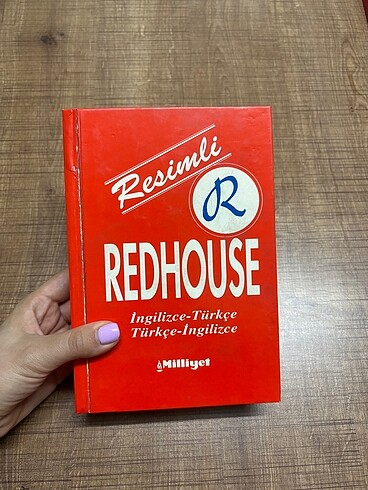 Resimli
R
REDHOUSE
İngilizce-Türkçe
Türkçe-İngilizce
Milliyet